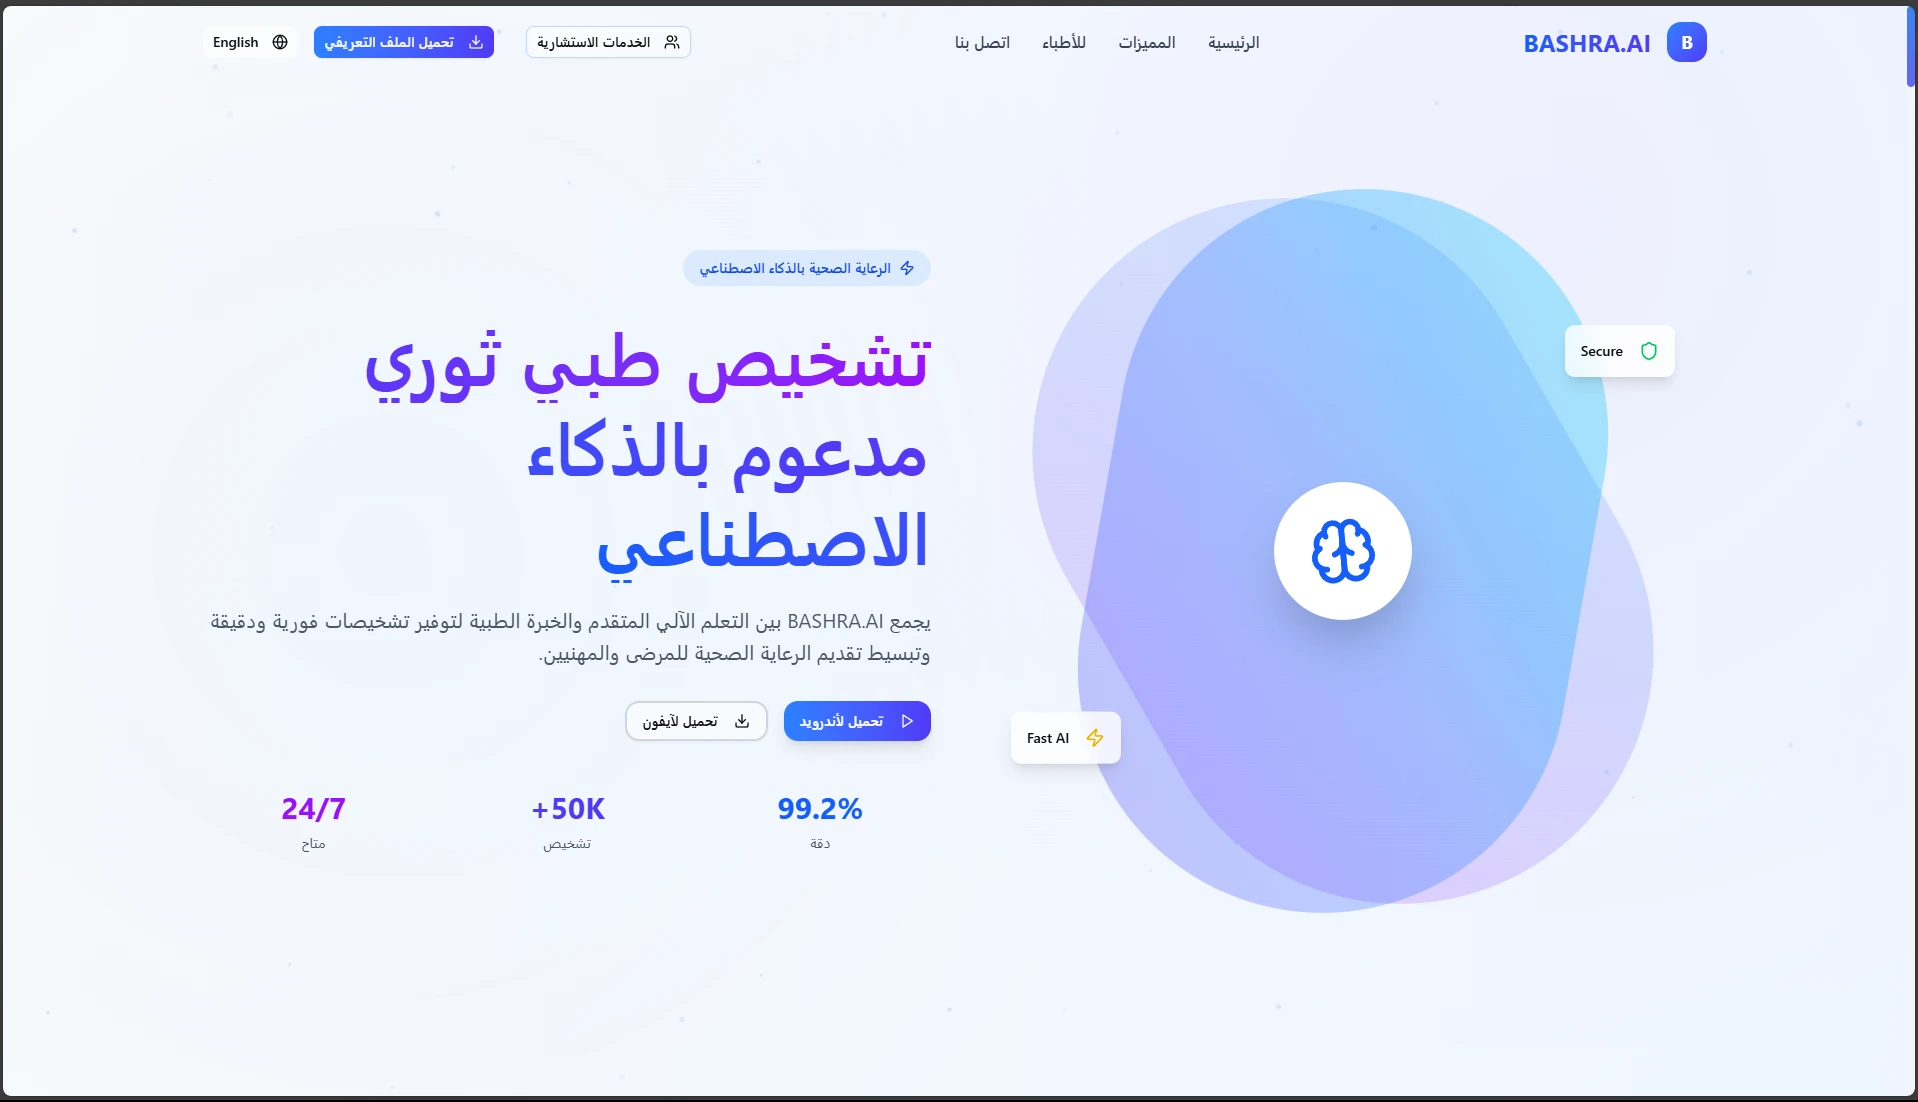 B
BASHRA.AI
الرئيسية
المميزات
للأطباء
اتصل بنا
الخدمات الاستشارية
تحميل الملف التعريفي
English
الرعاية الصحية بالذكاء الاصطناعي
تشخيص طبي ثوري
مدعوم بالذكاء
الاصطناعي
يجمع BASHRA.AI بين التعلم الآلي المتقدم والخبرة الطبية لتوفير تشخيصات فورية ودقيقة
وتبسيط تقديم الرعاية الصحية للمرضى والمهنيين.
تحميل لأندرويد
تحميل لآيفون
99.2%
دقة
+50K
تشخيص
24/7
متاح
Secure
Fast AI